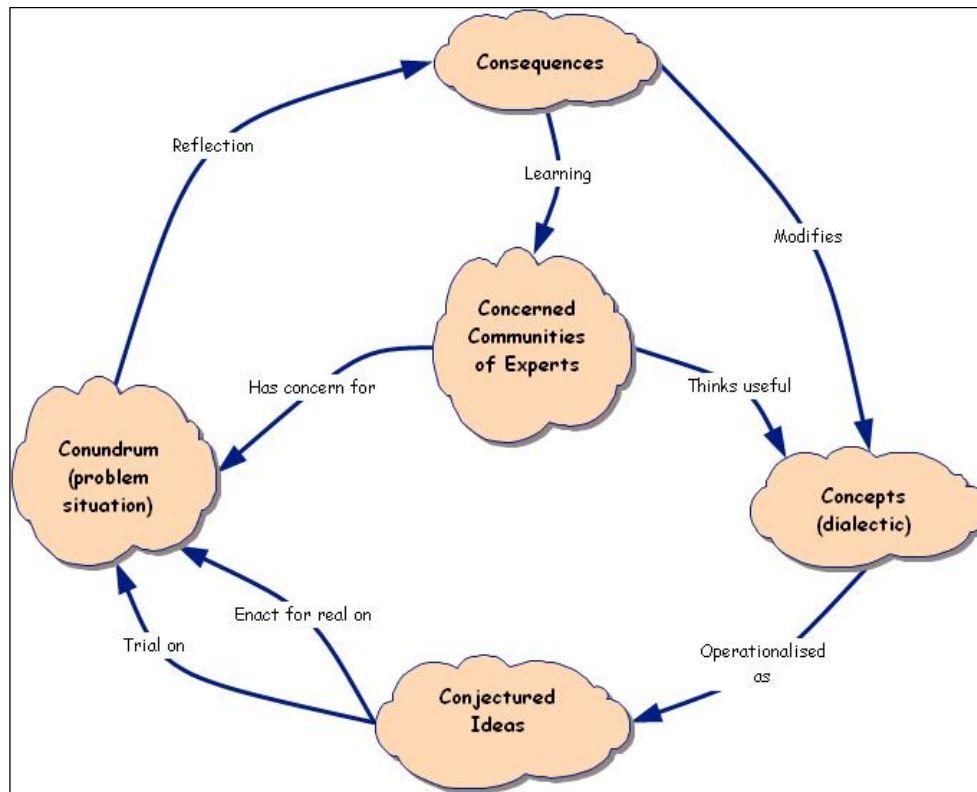 Consequences
Reflection
Learning
Modifies
Concerned
Communities
of Experts
Has concern for
Thinks useful
Conundrum
(problem
situation)
Concepts
(dialectic)
Enact for real on
Trial on
Operationalised
as
Conjectured
Ideas